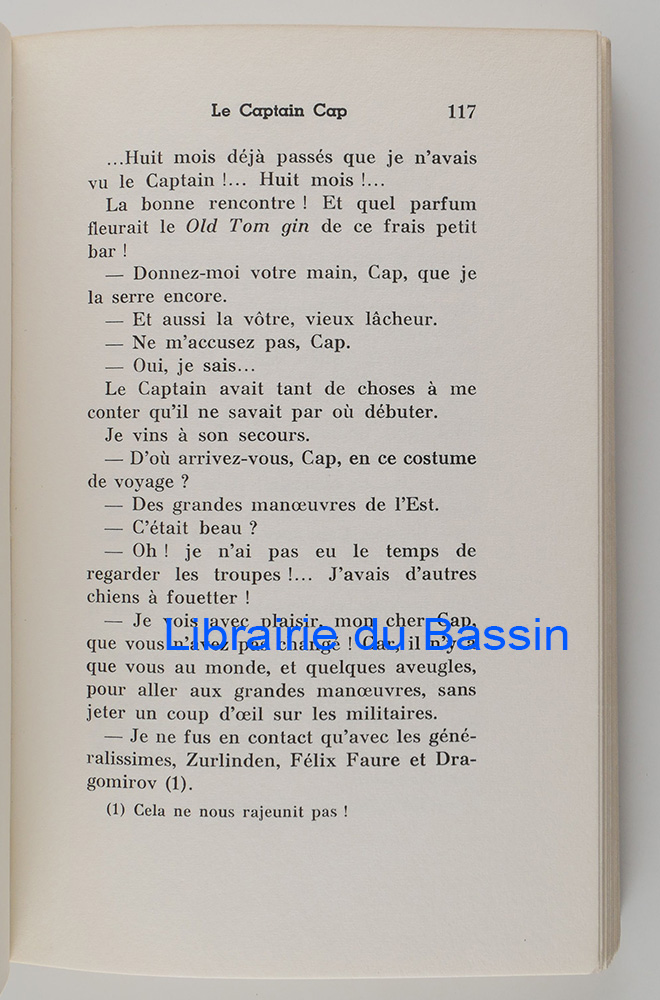 Le Captain Cap 117
...Huit mois déjà passés que je n'avais
vu le Captain !... Huit mois !...
La bonne rencontre ! Et quel parfum
fleurait le Old Tom gin de ce frais petit
bar !
— Donnez-moi votre main, Cap, que je
la serre encore.
— Et aussi la vôtre, vieux lâcheur.
— Ne m'accusez pas, Cap.
— Oui, je sais...
Le Captain avait tant de choses à me
conter qu'il ne savait par où débuter.
Je vins à son secours.
— D'où arrivez-vous, Cap, en ce costume
de voyage ?
— Des grandes manœuvres de l'Est.
— C'était beau ?
— Oh ! je n'ai pas eu le temps de
regarder les troupes !... J'avais d'autres
chiens à fouetter !
— Je vois avec plaisir, mon cher Cap,
Librairie du Bassin
que vous n'avez pas changé ! Car, il n'y a
que vous au monde, et quelques aveugles,
pour aller aux grandes manœuvres, sans
jeter un coup d'œil sur les militaires.
— Je ne fus en contact qu'avec les géné-
ralissimes, Zurlinden, Félix Faure et Dra-
gomirov (1).
(1) Cela ne nous rajeunit pas !